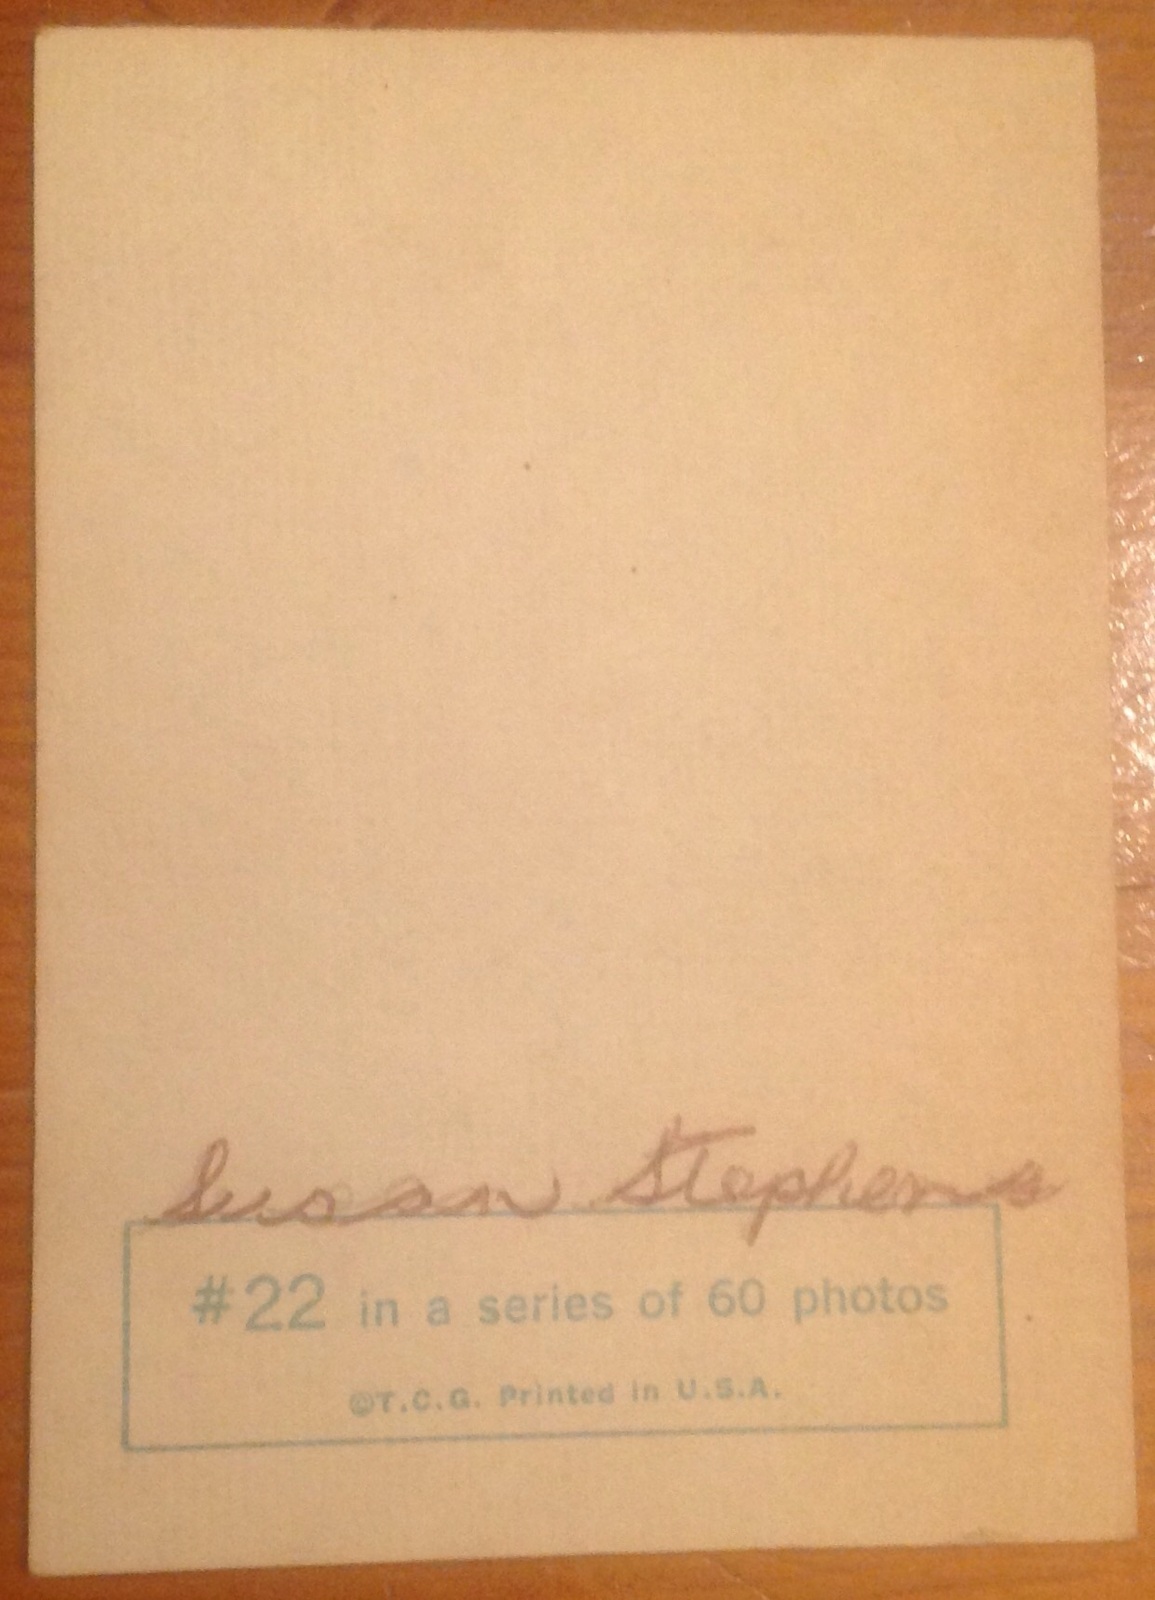 Susan Stephens
#22 in a series of 60 photos
©T.C.G. Printed in U.S.A.